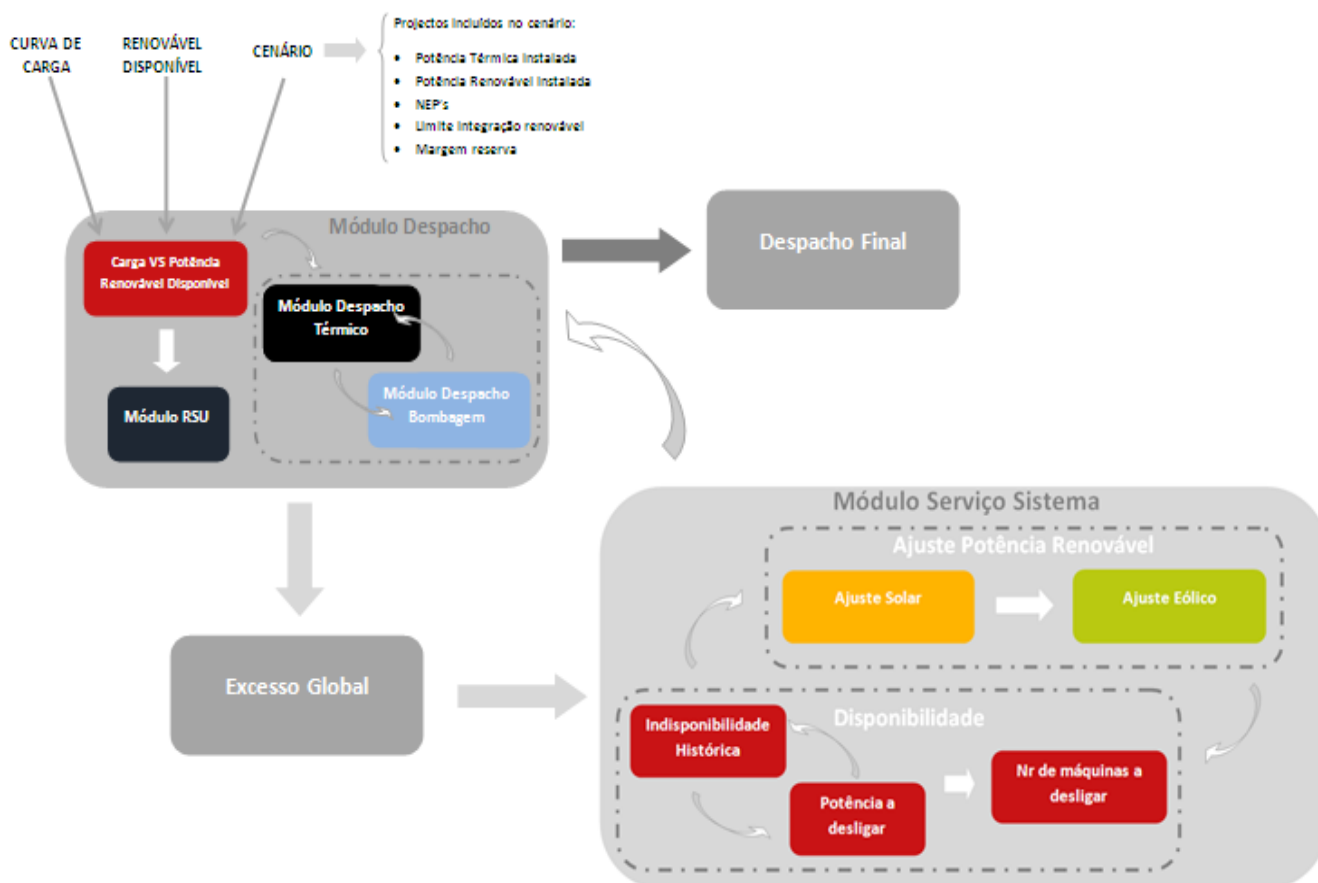 CURVA DE
CARGA
RENOVÁVEL
DISPONÍVEL
CENÁRIO
Projectos incluídos no cenário:
• Potência Térmica Instalada
• Potência Renovável Instalada
• NEP's
• Limite integração renovável
• Margem reserva
Módulo Despacho
Carga VS Potência
Renovável Disponível
Módulo Despacho
Térmico
Módulo RSU
Módulo Despacho
Bombagem
Despacho Final
Excesso Global
Módulo Serviço Sistema
Ajuste Potência Renovável
Ajuste Solar
Ajuste Eólico
Disponibilidade
Indisponibilidade
Histórica
Potência a
desligar
Nr de máquinas a
desligar